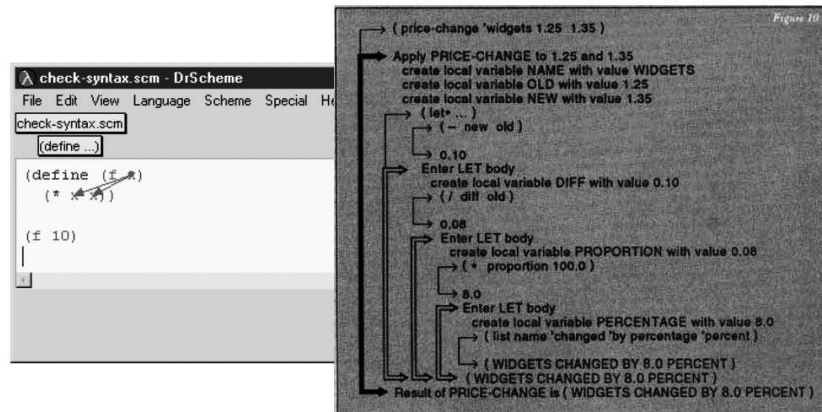 check-syntax.scm - DrScheme
File Edit View Language Scheme Special
check-syntax.scm
(define ...)
(define (f x)
(* x x))
(f 10)
Figure 10
( price-change 'widgets 1.25 1.35 )
Apply PRICE-CHANGE to 1.25 and 1.35
create local variable NAME with value WIDGETS
create local variable OLD with value 1.25
create local variable NEW with value 1.35
( let* ... )
( – new old )
0.10
Enter LET body
create local variable DIFF with value 0.10
( / diff old )
0.08
Enter LET body
create local variable PROPORTION with value 0.08
( * proportion 100.0 )
8.0
Enter LET body
create local variable PERCENTAGE with value 8.0
( list name 'changed 'by percentage 'percent )
( WIDGETS CHANGED BY 8.0 PERCENT )
( WIDGETS CHANGED BY 8.0 PERCENT )
Result of PRICE-CHANGE is ( WIDGETS CHANGED BY 8.0 PERCENT )